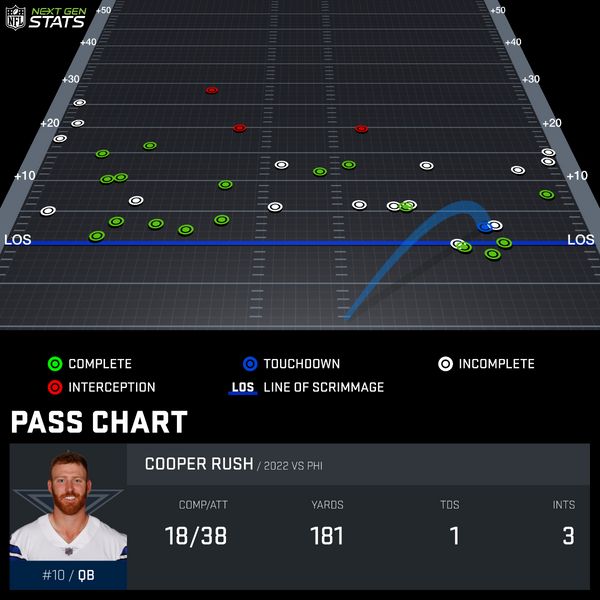 NFL NEXT GEN STATS
+50 +50
+30 +30
+20 +20
+10 +10
LOS LOS
COMPLETE TOUCHDOWN INCOMPLETE
INTERCEPTION LOS LINE OF SCRIMMAGE
PASS CHART
COOPER RUSH / 2022 VS PHI
COMP/ATT YARDS TDS INTS
18/38 181 1 3
#10 / QB